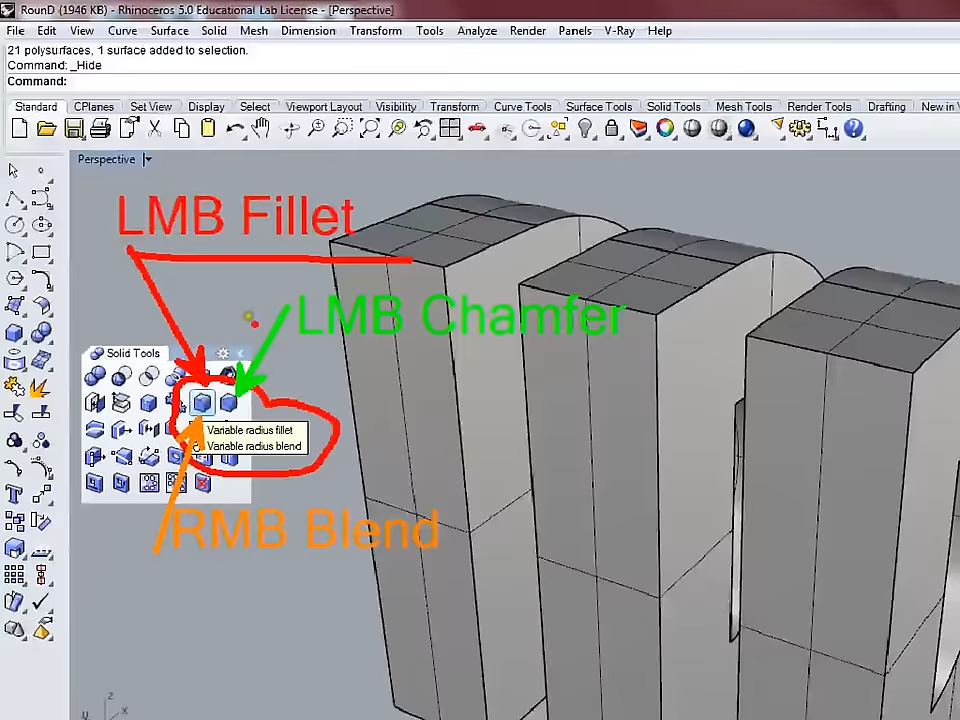 RounD (1946 KB) - Rhinoceros 5.0 Educational Lab License - [Perspective]
File Edit View Curve Surface Solid Mesh Dimension Transform Tools Analyze Render Panels V-Ray Help
21 polysurfaces, 1 surface added to selection.
Command: _Hide
Command:
Standard CPlanes Set View Display Select Viewport Layout Visibility Transform Curve Tools Surface Tools Solid Tools Mesh Tools Render Tools Drafting New in V
Perspective
LMB Fillet
LMB Chamfer
Solid Tools
Variable radius fillet
Variable radius blend
RMB Blend
z
y x